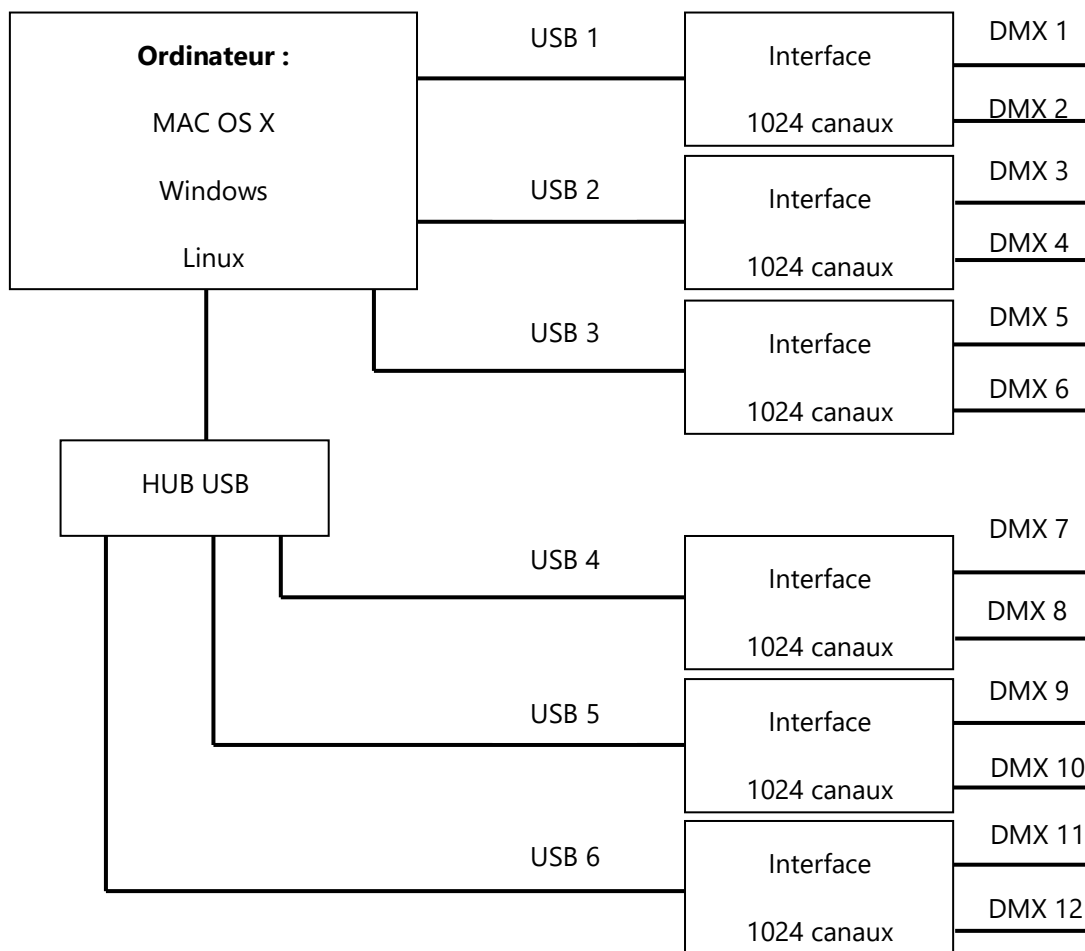 Ordinateur :
MAC OS X
Windows
Linux
USB 1
Interface
1024 canaux
DMX 1
DMX 2
USB 2
Interface
1024 canaux
DMX 3
DMX 4
USB 3
Interface
1024 canaux
DMX 5
DMX 6
HUB USB
USB 4
Interface
1024 canaux
DMX 7
DMX 8
USB 5
Interface
1024 canaux
DMX 9
DMX 10
USB 6
Interface
1024 canaux
DMX 11
DMX 12